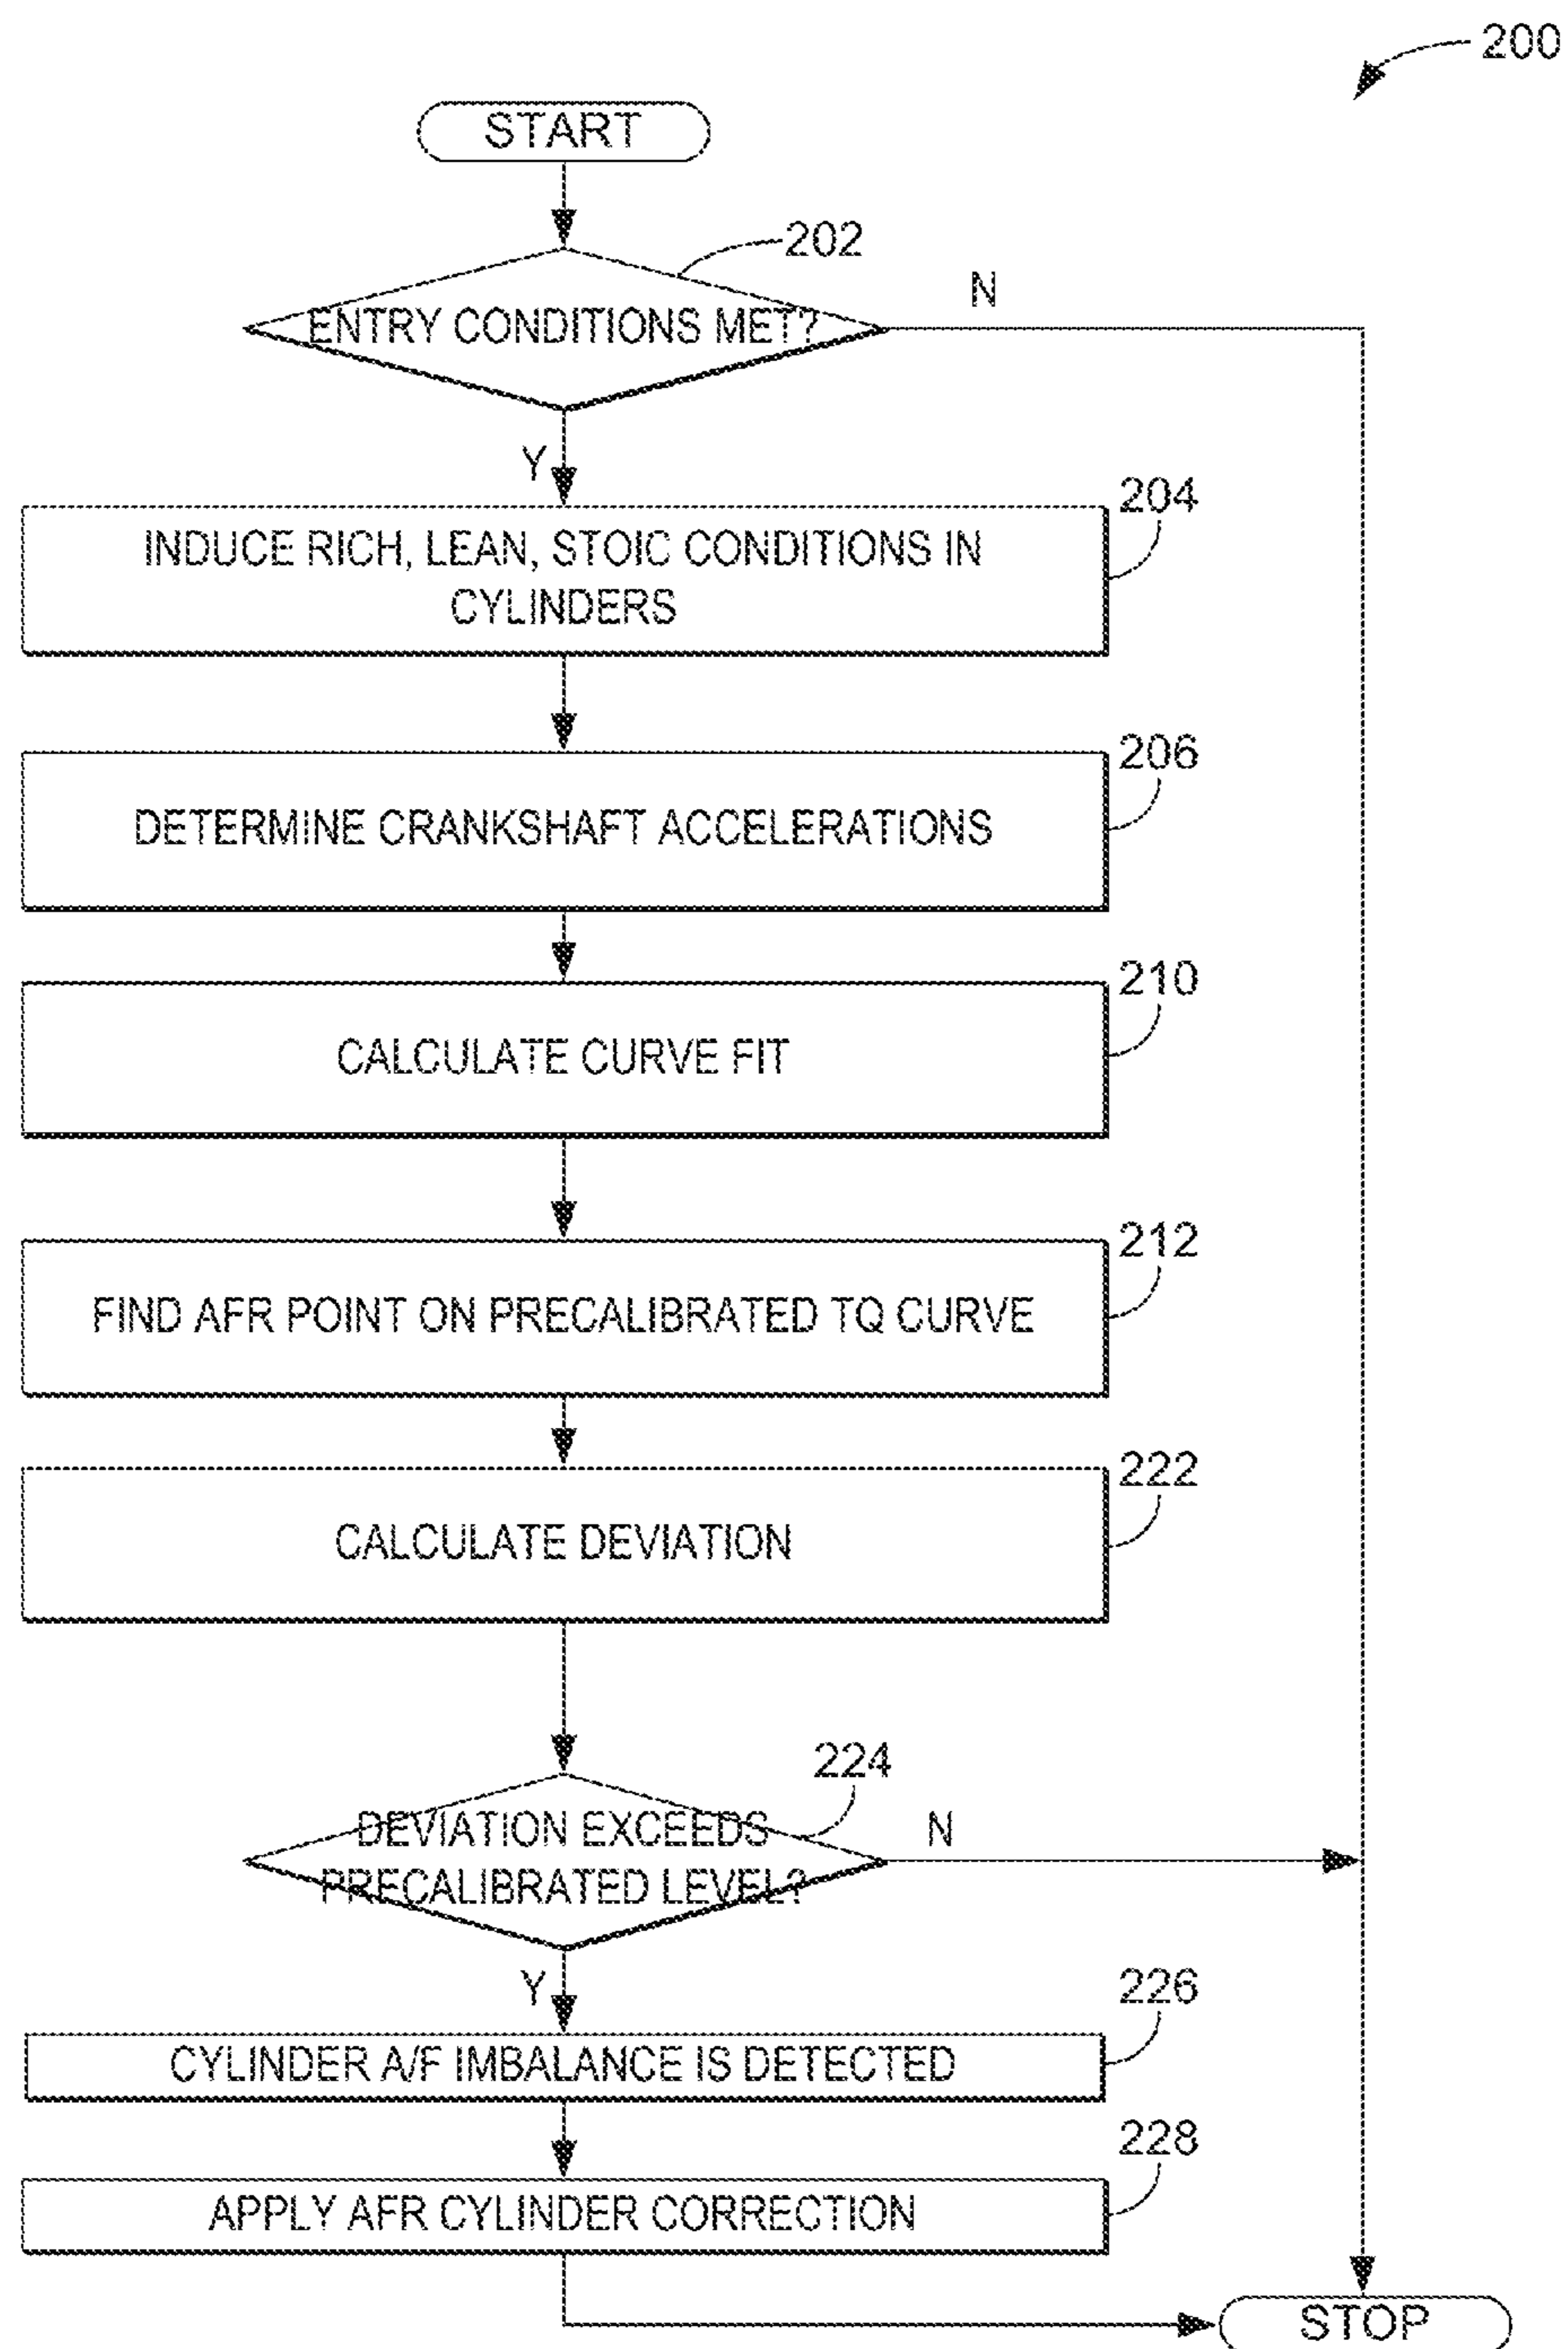 200
START
202
ENTRY CONDITIONS MET?
N
Y
204
INDUCE RICH, LEAN, STOIC CONDITIONS IN
CYLINDERS
206
DETERMINE CRANKSHAFT ACCELERATIONS
210
CALCULATE CURVE FIT
212
FIND AFR POINT ON PRECALIBRATED TQ CURVE
222
CALCULATE DEVIATION
224
DEVIATION EXCEEDS
PRECALIBRATED LEVEL?
N
Y
226
CYLINDER A/F IMBALANCE IS DETECTED
228
APPLY AFR CYLINDER CORRECTION
STOP